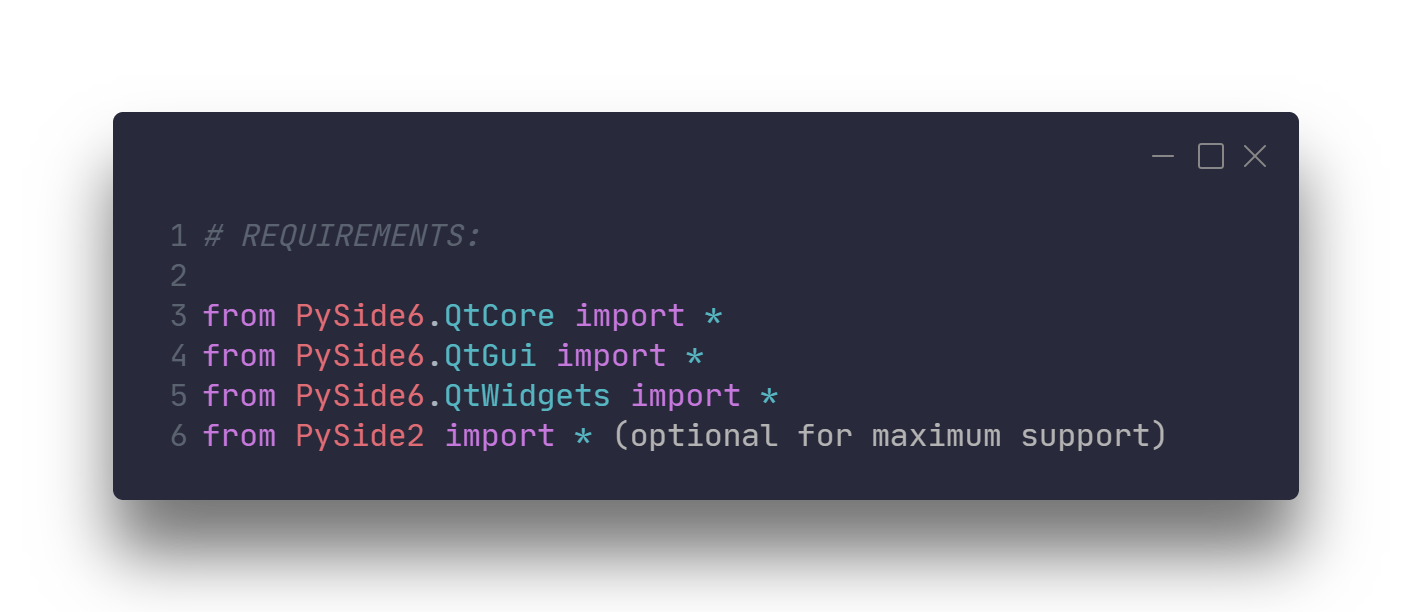 1 # REQUIREMENTS:
2
3 from PySide6.QtCore import *
4 from PySide6.QtGui import *
5 from PySide6.QtWidgets import *
6 from PySide2 import * (optional for maximum support)